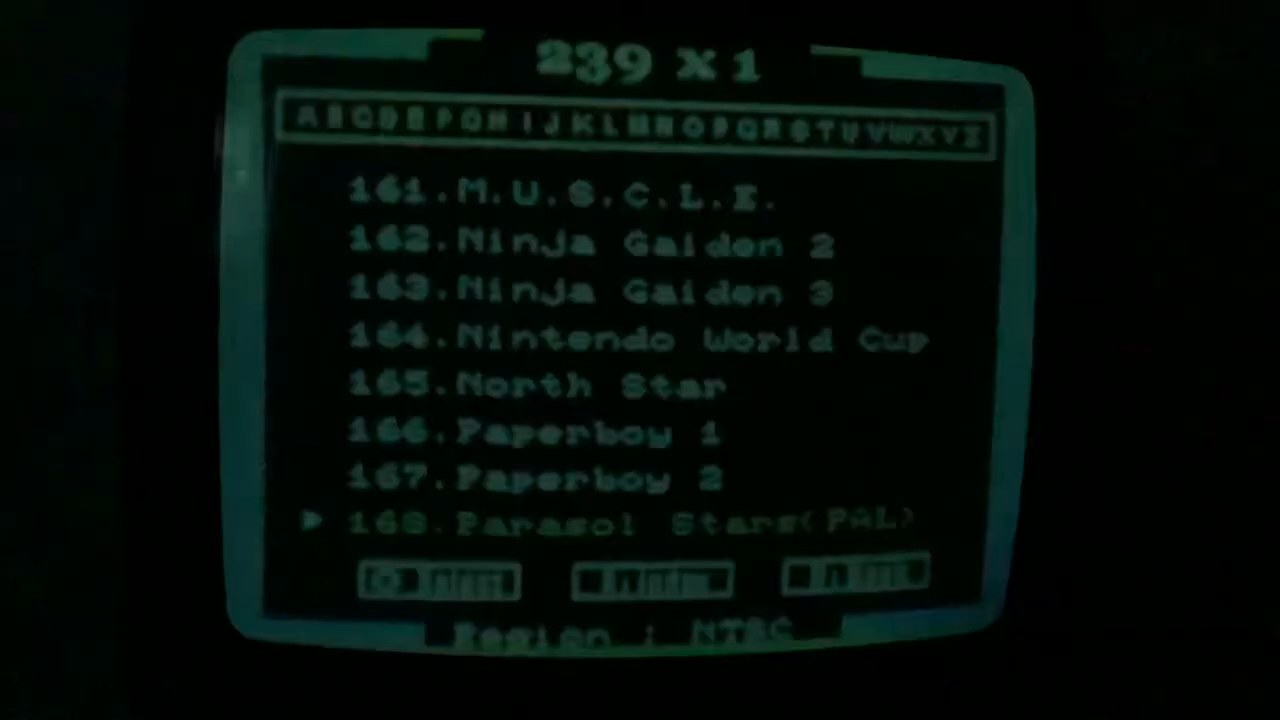 239 x 1
A B C D E F G H I J K L M N O P Q R S T U V W X Y Z
161.M.U.S.C.L.E.
162.Ninja Gaiden 2
163.Ninja Gaiden 3
164.Nintendo World Cup
165.North Star
166.Paperboy 1
167.Paperboy 2
168.Parasol Stars(PAL)
Region : NTSC